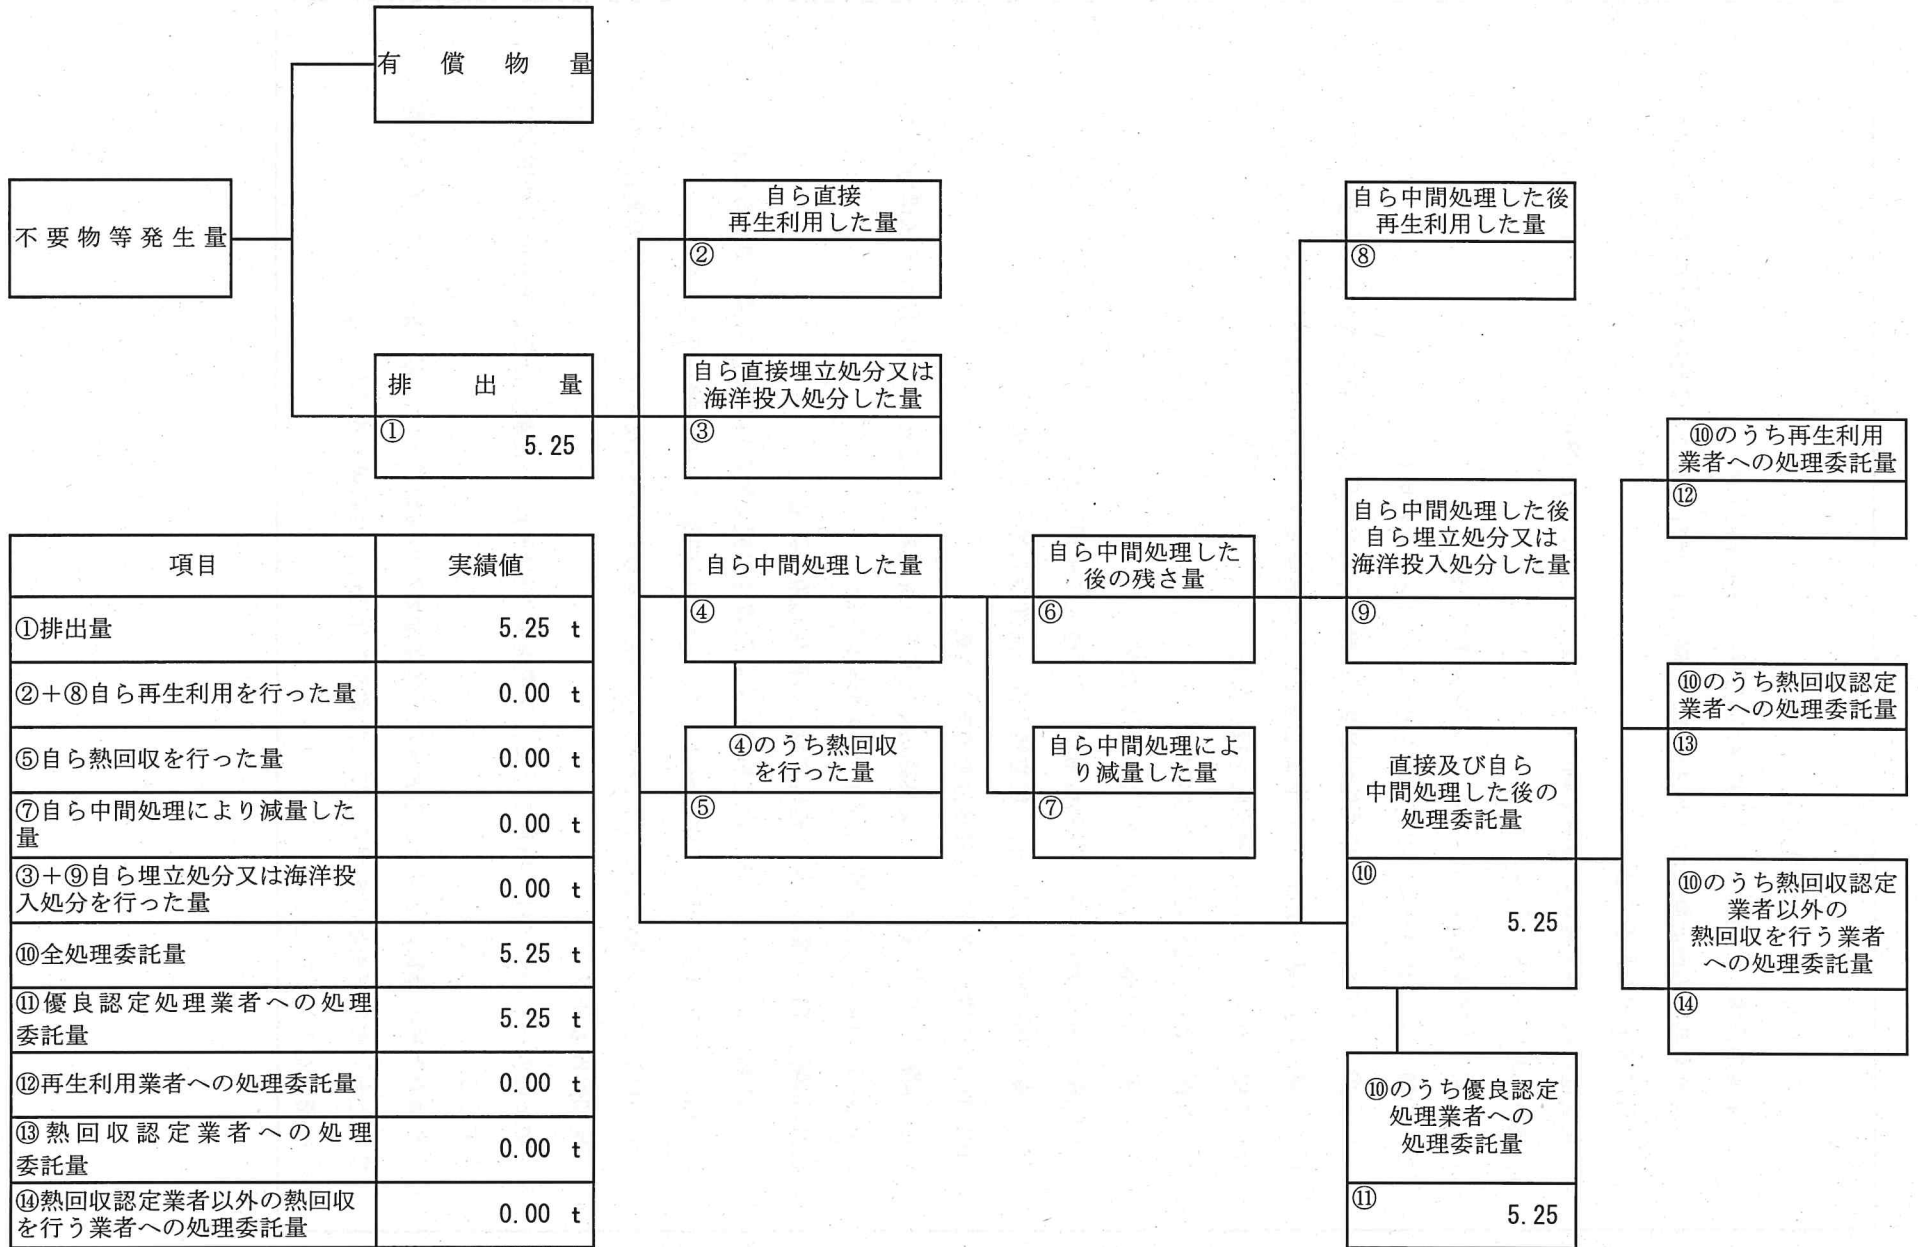 有償物量
不要物等発生量
自ら直接
再生利用した量
②
自ら中間処理した後
再生利用した量
⑧
排出量
①
5.25
自ら直接埋立処分又は
海洋投入処分した量
③
⑩のうち再生利用
業者への処理委託量
⑫
自ら中間処理した量
④
自ら中間処理した
後の残さ量
⑥
自ら中間処理した後
自ら埋立処分又は
海洋投入処分した量
⑨
⑩のうち熱回収認定
業者への処理委託量
⑬
④のうち熱回収
を行った量
⑤
自ら中間処理によ
り減量した量
⑦
直接及び自ら
中間処理した後の
処理委託量
⑩
5.25
⑩のうち熱回収認定
業者以外の
熱回収を行う業者
への処理委託量
⑭
⑩のうち優良認定
処理業者への
処理委託量
⑪
5.25
項目 実績値
①排出量 5.25 t
②＋⑧自ら再生利用を行った量 0.00 t
⑤自ら熱回収を行った量 0.00 t
⑦自ら中間処理により減量した
量 0.00 t
③＋⑨自ら埋立処分又は海洋投
入処分を行った量 0.00 t
⑩全処理委託量 5.25 t
⑪優良認定処理業者への処理
委託量 5.25 t
⑫再生利用業者への処理委託量 0.00 t
⑬熱回収認定業者への処理
委託量 0.00 t
⑭熱回収認定業者以外の熱回収
を行う業者への処理委託量 0.00 t